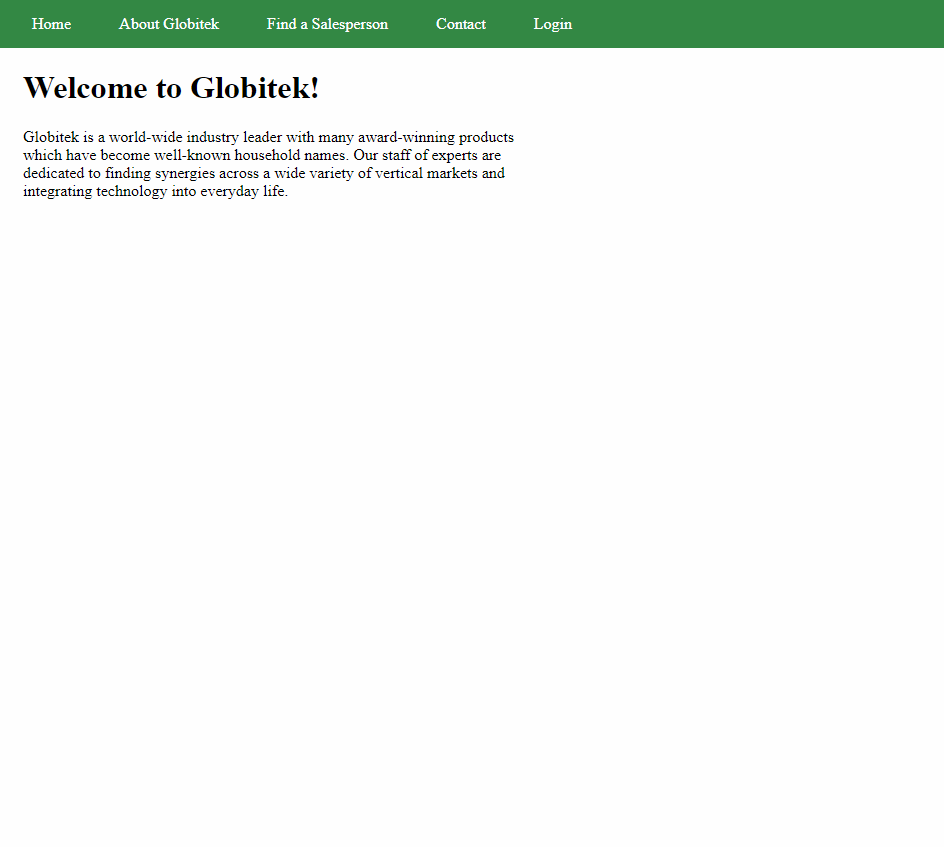 Home About Globitek Find a Salesperson Contact Login
Welcome to Globitek!
Globitek is a world-wide industry leader with many award-winning products
which have become well-known household names. Our staff of experts are
dedicated to finding synergies across a wide variety of vertical markets and
integrating technology into everyday life.